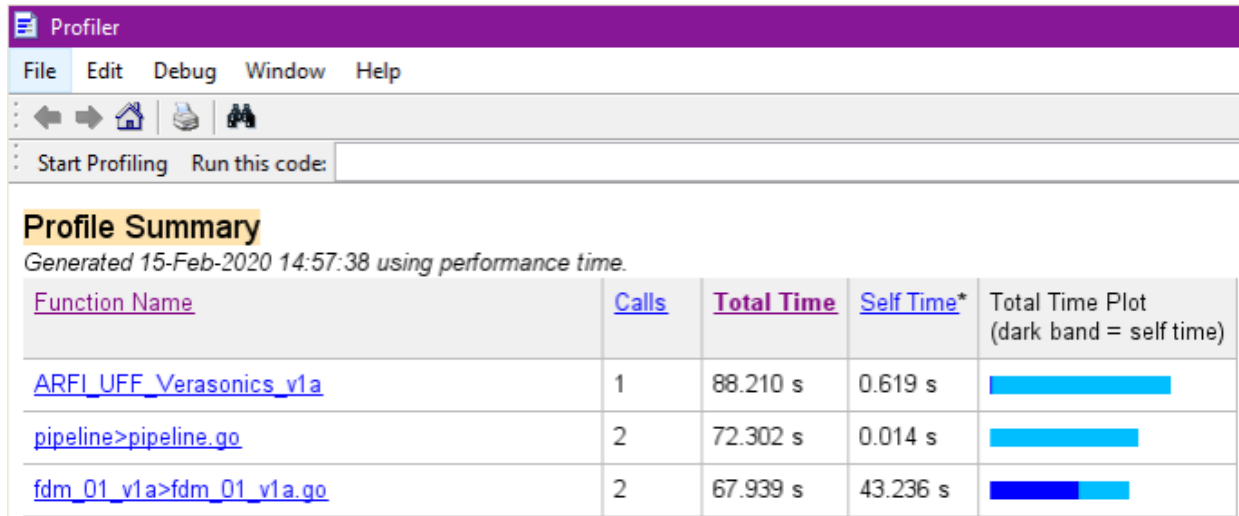 Profiler
File Edit Debug Window Help
Start Profiling Run this code:
Profile Summary
Generated 15-Feb-2020 14:57:38 using performance time.
Function Name Calls Total Time Self Time* Total Time Plot
(dark band = self time)
ARFI_UFF_Verasonics_v1a 1 88.210 s 0.619 s
pipeline>pipeline.go 2 72.302 s 0.014 s
fdm_01_v1a>fdm_01_v1a.go 2 67.939 s 43.236 s